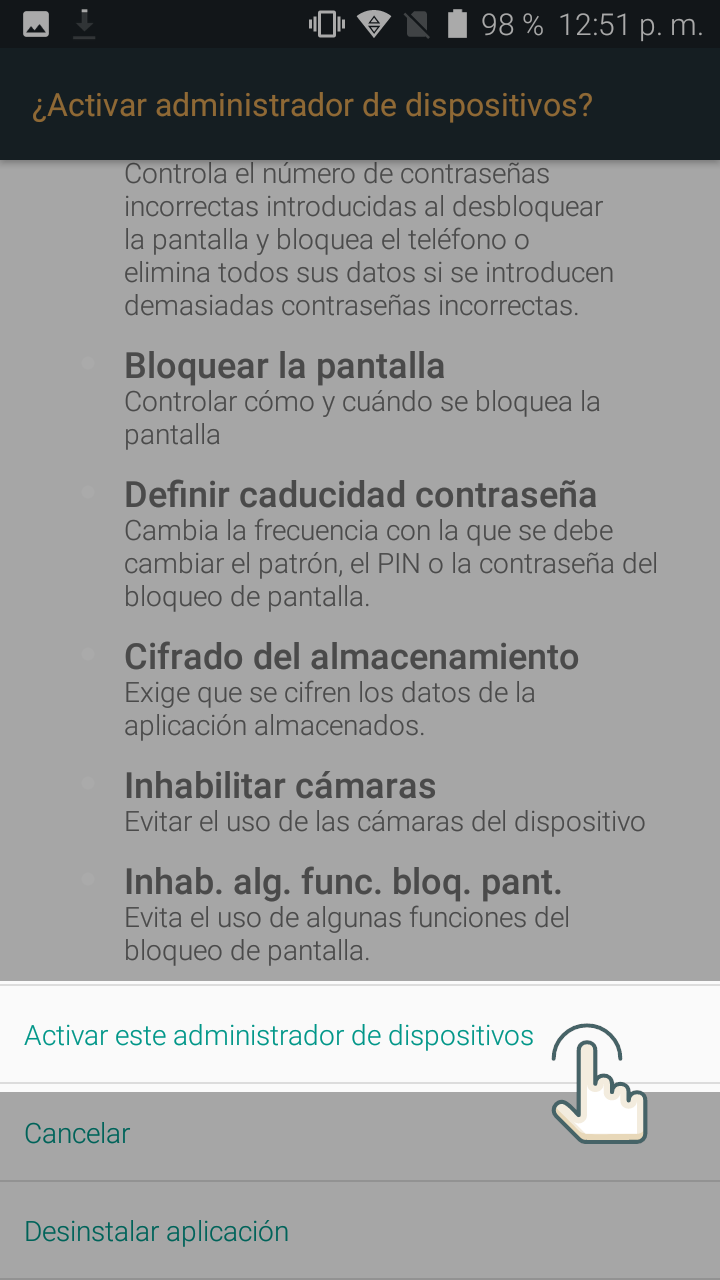 98 % 12:51 p. m.
¿Activar administrador de dispositivos?
Controla el número de contraseñas
incorrectas introducidas al desbloquear
la pantalla y bloquea el teléfono o
elimina todos sus datos si se introducen
demasiadas contraseñas incorrectas.
Bloquear la pantalla
Controlar cómo y cuándo se bloquea la
pantalla
Definir caducidad contraseña
Cambia la frecuencia con la que se debe
cambiar el patrón, el PIN o la contraseña del
bloqueo de pantalla.
Cifrado del almacenamiento
Exige que se cifren los datos de la
aplicación almacenados.
Inhabilitar cámaras
Evitar el uso de las cámaras del dispositivo
Inhab. alg. func. bloq. pant.
Evita el uso de algunas funciones del
bloqueo de pantalla.
Activar este administrador de dispositivos
Cancelar
Desinstalar aplicación